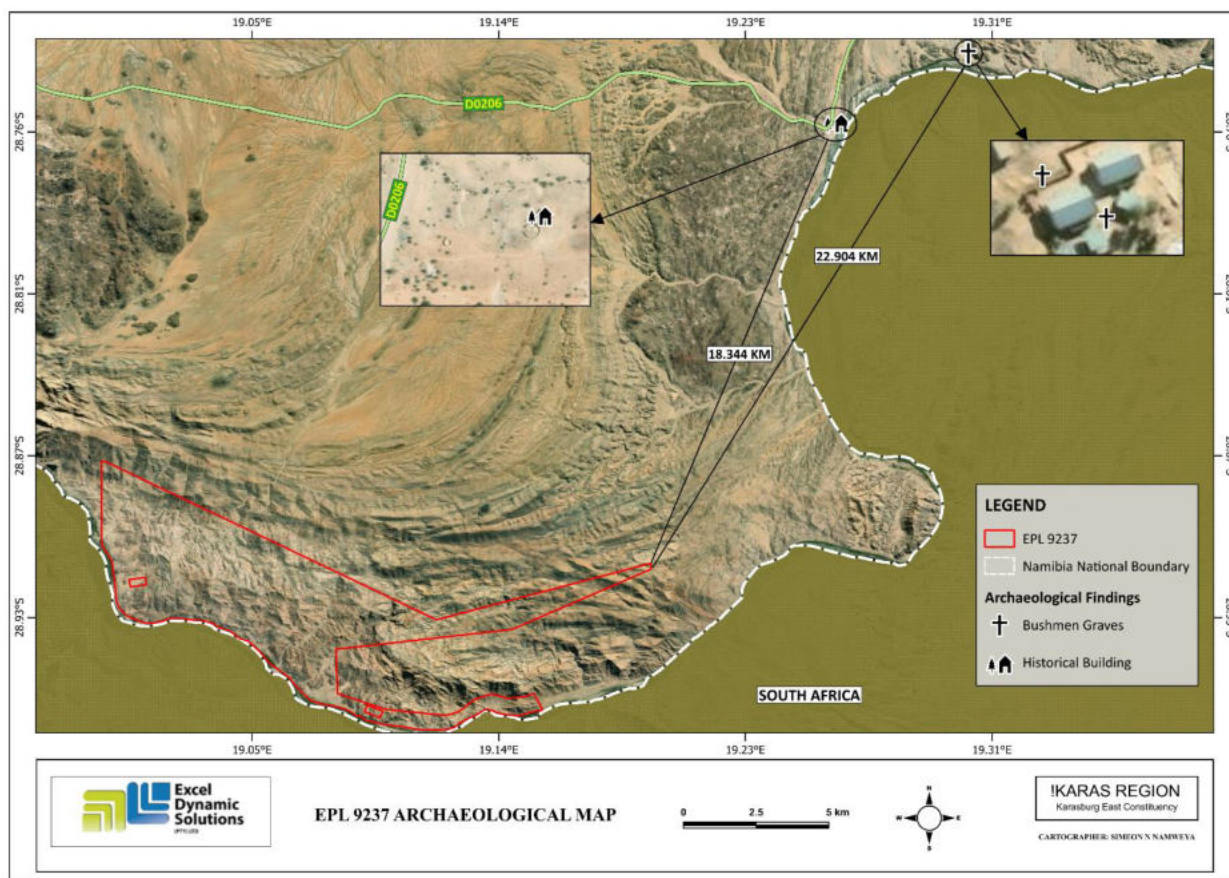 19.05°E
19.14°E
19.23°E
19.31°E
D0206
28.76°S
D0206
22.904 KM
28.81°S
18.344 KM
28.87°S
LEGEND
EPL 9237
Namibia National Boundary
Archaeological Findings
Bushmen Graves
Historical Building
28.93°S
SOUTH AFRICA
19.05°E
19.14°E
19.23°E
19.31°E
Excel
Dynamic
Solutions
EPL 9237 ARCHAEOLOGICAL MAP
0 2.5 5 km
N
W E
S
!KARAS REGION
Karasburg East Constituency
CARTOGRAPHER: SIMEON N NAMWEYA